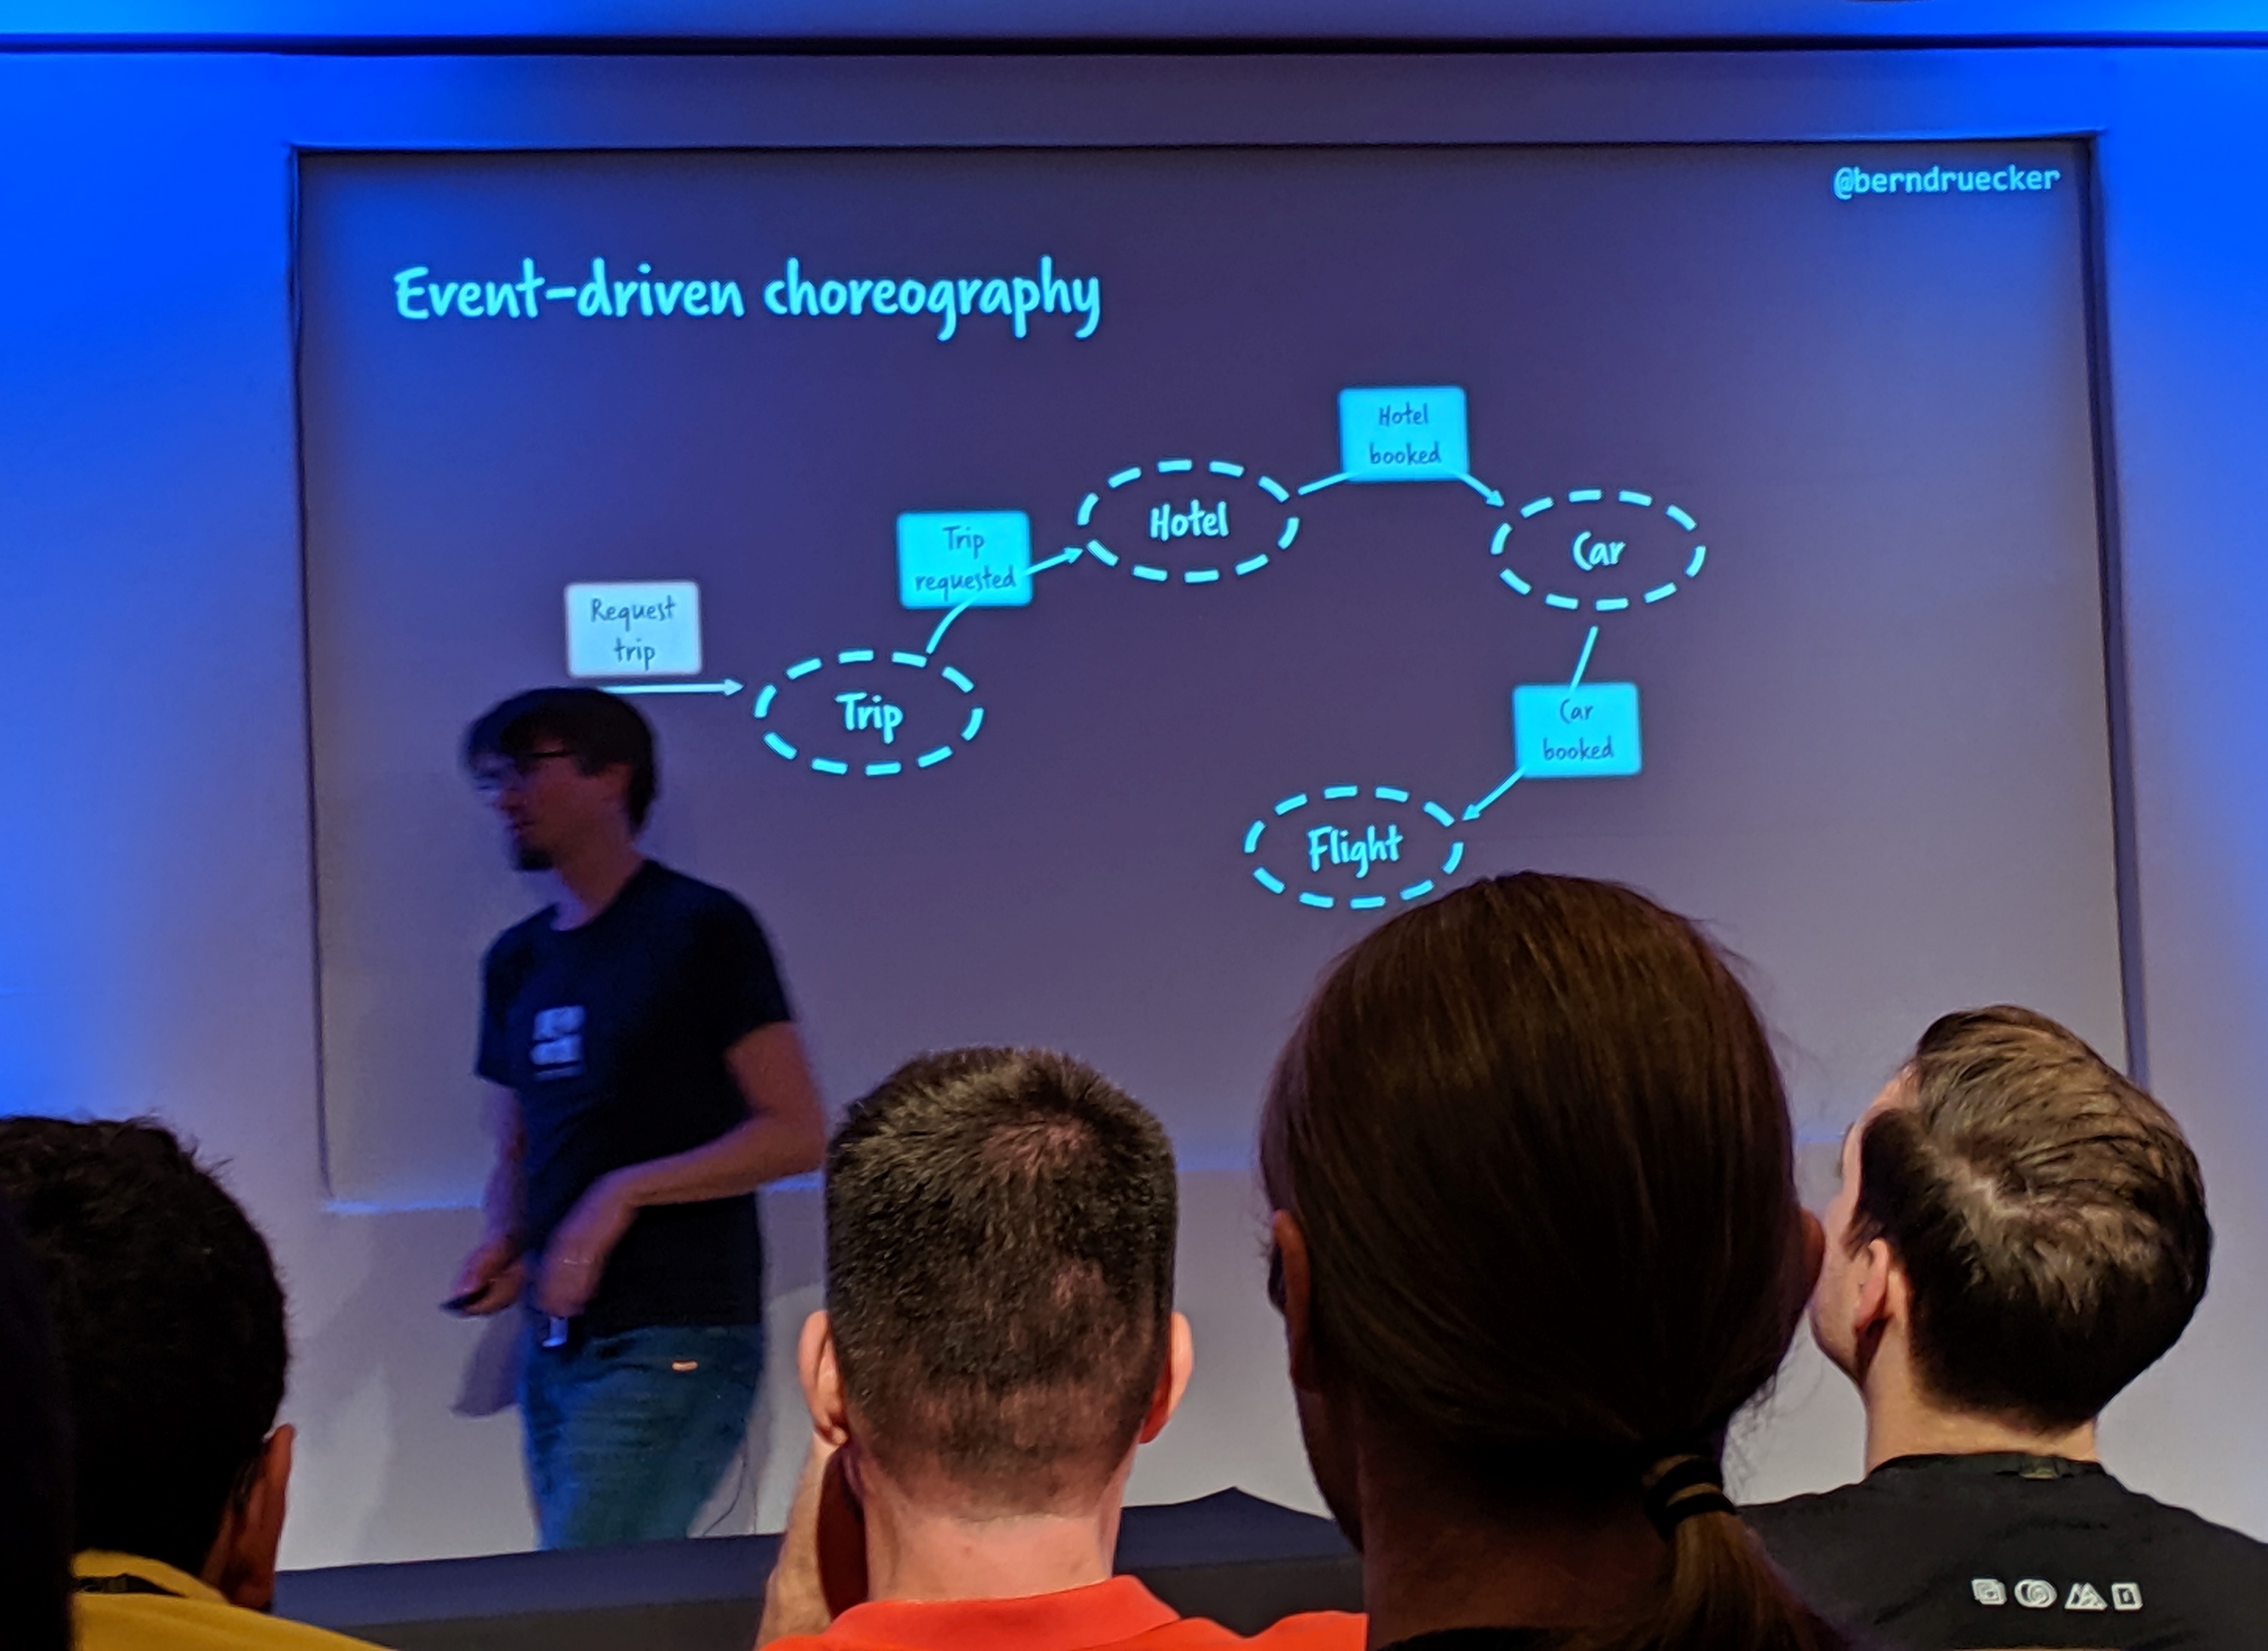 @berndruecker
Event-driven choreography
Hotel
booked
Hotel
Trip
requested
Car
Request
trip
Trip
Car
booked
Flight